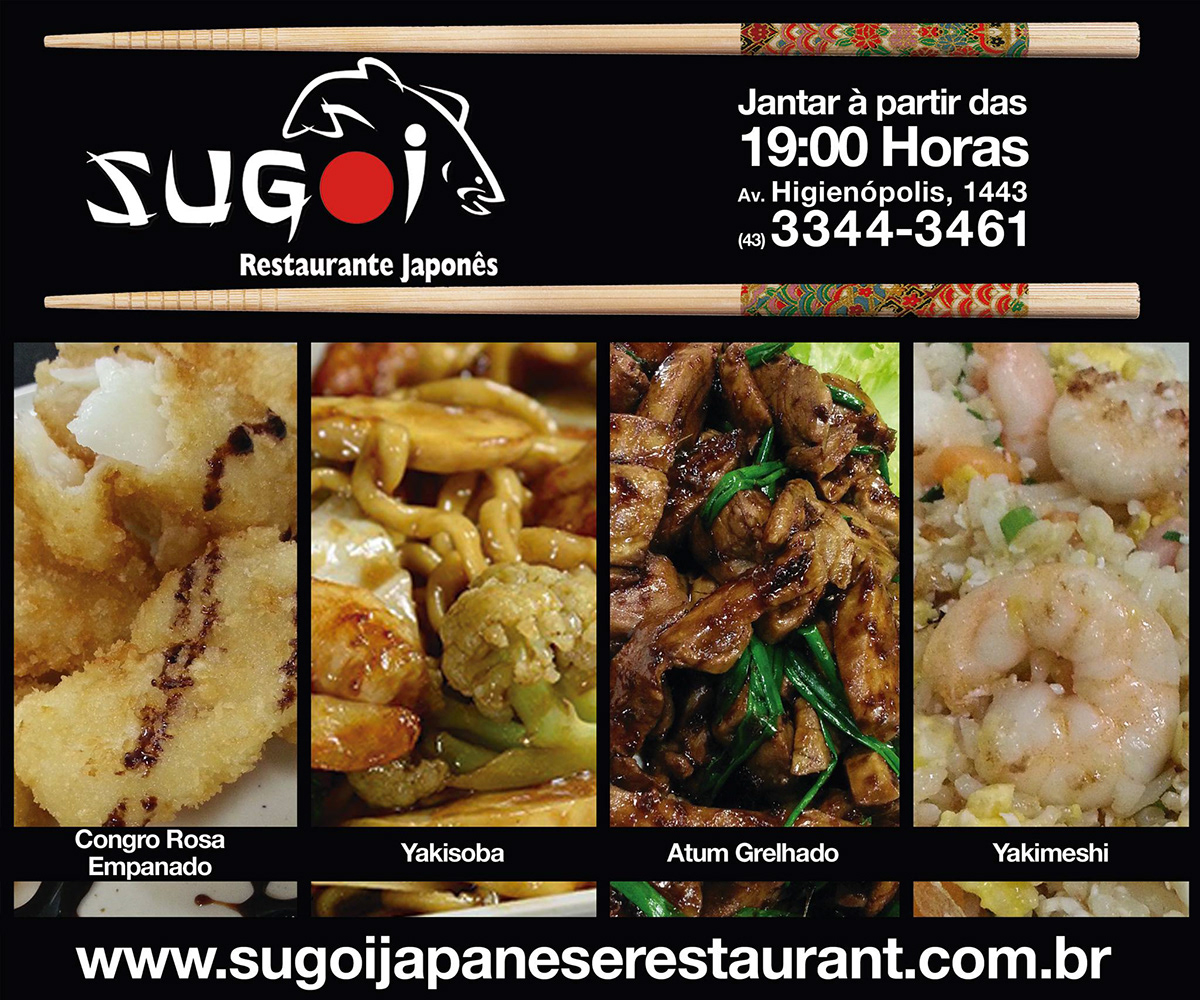 SUGOi
Restaurante Japonês
Jantar à partir das
19:00 Horas
Av. Higienópolis, 1443
(43) 3344-3461
Congro Rosa
Empanado
Yakisoba
Atum Grelhado
Yakimeshi
www.sugoijapaneserestaurant.com.br